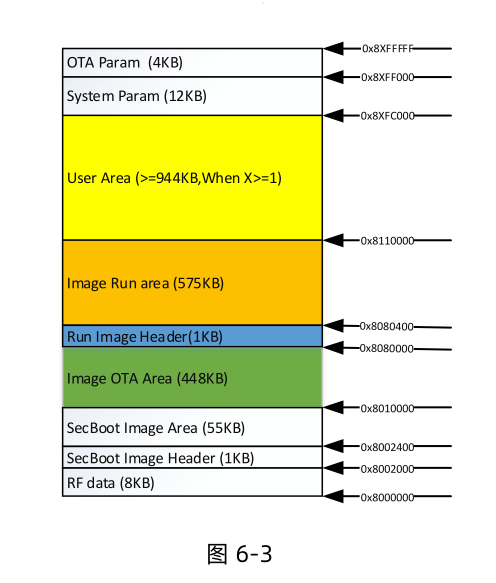 0x8XFFFFF
OTA Param (4KB)
0x8XFF000
System Param (12KB)
0x8XFC000
User Area (>=944KB,When X>=1)
0x8110000
Image Run area (575KB)
0x8080400
Run Image Header(1KB)
0x8080000
Image OTA Area (448KB)
0x8010000
SecBoot Image Area (55KB)
0x8002400
SecBoot Image Header (1KB)
0x8002000
RF data (8KB)
0x8000000
图 6-3